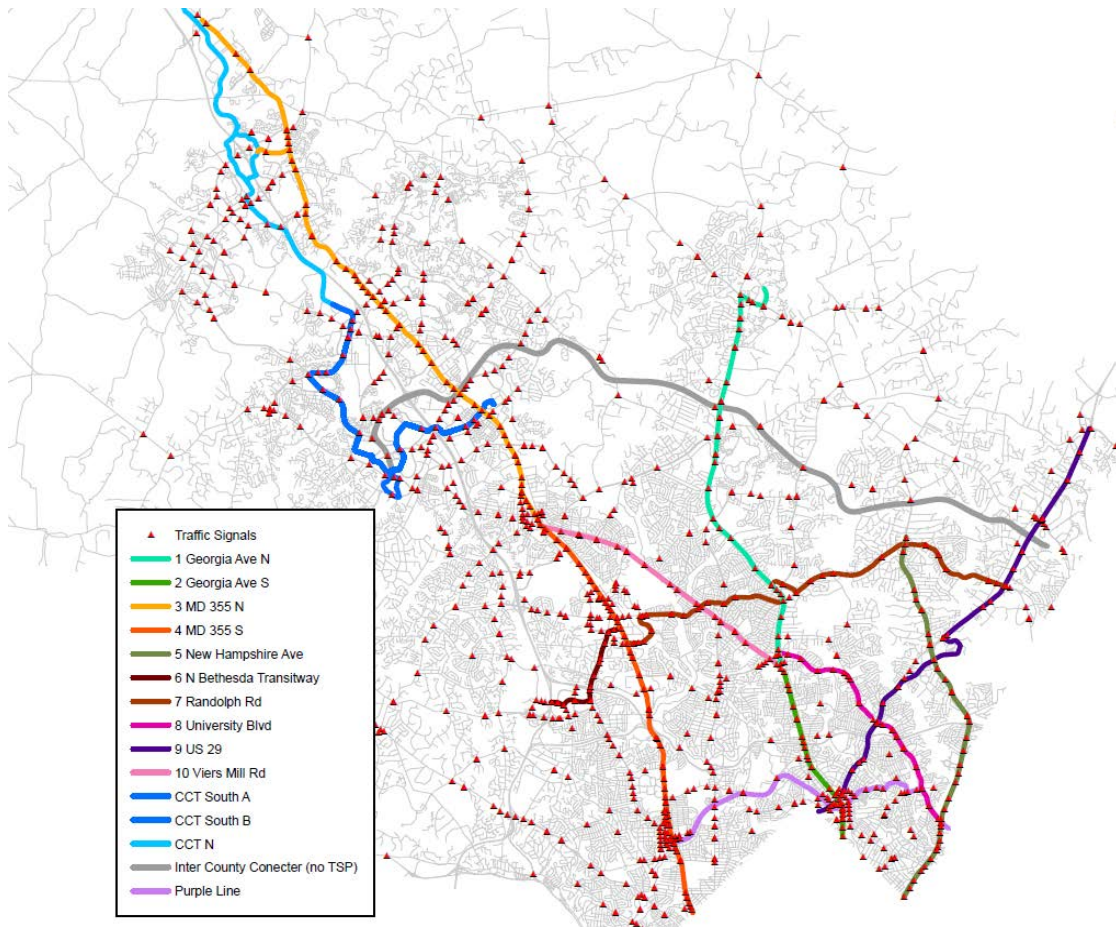 Traffic Signals
1 Georgia Ave N
2 Georgia Ave S
3 MD 355 N
4 MD 355 S
5 New Hampshire Ave
6 N Bethesda Transitway
7 Randolph Rd
8 University Blvd
9 US 29
10 Viers Mill Rd
CCT South A
CCT South B
CCT N
Inter County Conecter (no TSP)
Purple Line